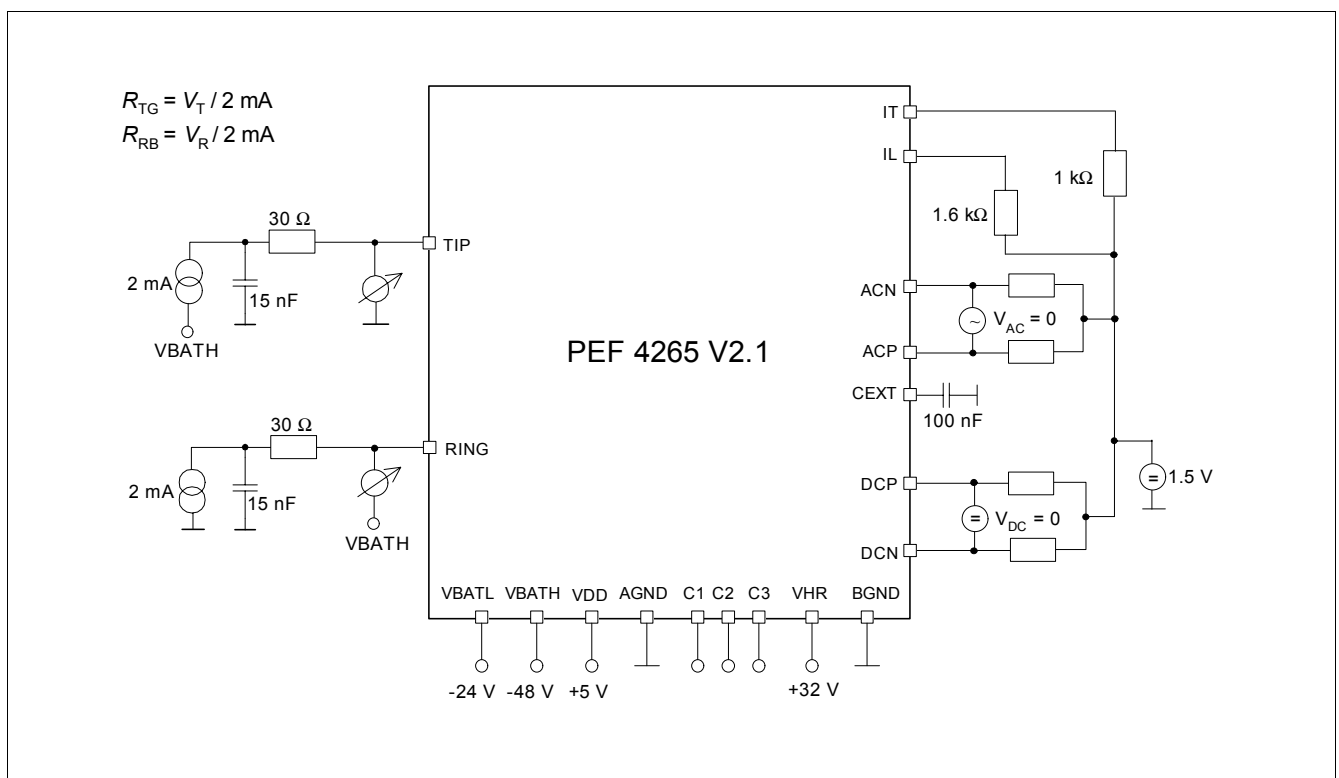 R_TG = V_T / 2 mA
R_RB = V_R / 2 mA
IT
IL
1 kΩ
1.6 kΩ
30 Ω
TIP
2 mA
15 nF
VBATH
ACN
V_AC = 0
~
ACP
PEF 4265 V2.1
CEXT
100 nF
30 Ω
RING
2 mA
15 nF
VBATH
DCP
= V_DC = 0
= 1.5 V
DCN
VBATL VBATH VDD AGND C1 C2 C3 VHR BGND
-24 V -48 V +5 V +32 V